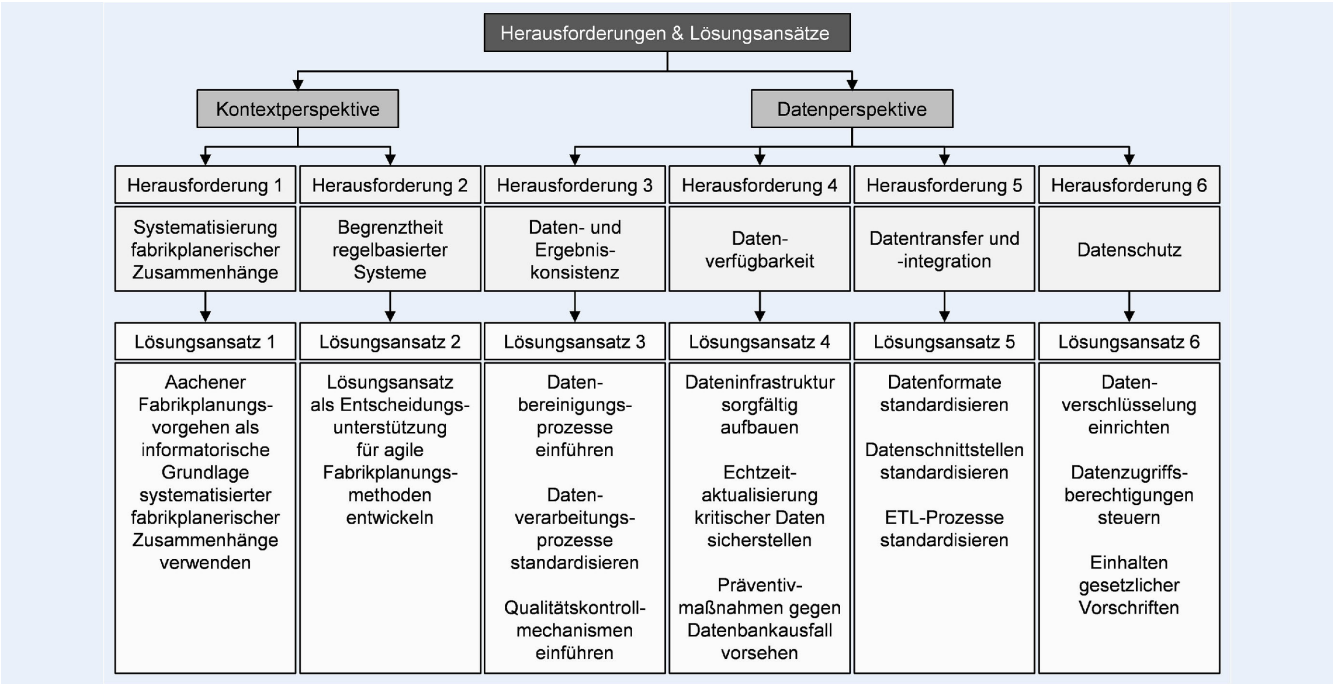 Herausforderungen & Lösungsansätze
Kontextperspektive
Datenperspektive
Herausforderung 1
Systematisierung
fabrikplanerischer
Zusammenhänge
Lösungsansatz 1
Aachener
Fabrikplanungs-
vorgehen als
informatorische
Grundlage
systematisierter
fabrikplanerischer
Zusammenhänge
verwenden
Herausforderung 2
Begrenztheit
regelbasierter
Systeme
Lösungsansatz 2
Lösungsansatz
als Entscheidungs-
unterstützung
für agile
Fabrikplanungs-
methoden
entwickeln
Herausforderung 3
Daten- und
Ergebnis-
konsistenz
Lösungsansatz 3
Daten-
bereinigungs-
prozesse
einführen
Daten-
verarbeitungs-
prozesse
standardisieren
Qualitätskontroll-
mechanismen
einführen
Herausforderung 4
Daten-
verfügbarkeit
Lösungsansatz 4
Dateninfrastruktur
sorgfältig
aufbauen
Echtzeit-
aktualisierung
kritischer Daten
sicherstellen
Präventiv-
maßnahmen gegen
Datenbankausfall
vorsehen
Herausforderung 5
Datentransfer und
-integration
Lösungsansatz 5
Datenformate
standardisieren
Datenschnittstellen
standardisieren
ETL-Prozesse
standardisieren
Herausforderung 6
Datenschutz
Lösungsansatz 6
Daten-
verschlüsselung
einrichten
Datenzugriffs-
berechtigungen
steuern
Einhalten
gesetzlicher
Vorschriften